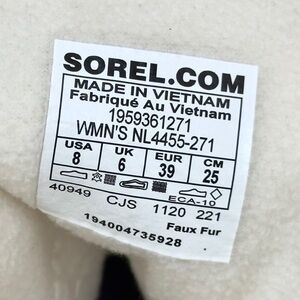 SOREL.COM
MADE IN VIETNAM
Fabriqué Au Vietnam
1959361271
WMN'S NL4455-271
USA UK EUR CM
8 6 39 25
ECA-10
40949 CJS 1120 221
Faux Fur
194004735928